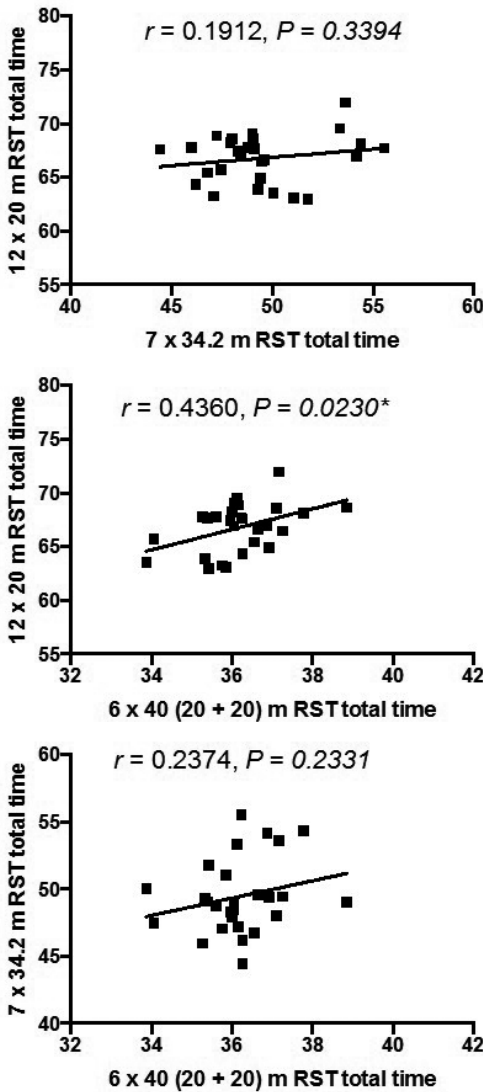 r = 0.1912, P = 0.3394
80
75
70
65
60
55
12 x 20 m RST total time
40 45 50 55 60
7 x 34.2 m RST total time
r = 0.4360, P = 0.0230*
80
75
70
65
60
55
12 x 20 m RST total time
32 34 36 38 40 42
6 x 40 (20 + 20) m RST total time
r = 0.2374, P = 0.2331
60
55
50
45
40
7 x 34.2 m RST total time
32 34 36 38 40 42
6 x 40 (20 + 20) m RST total time